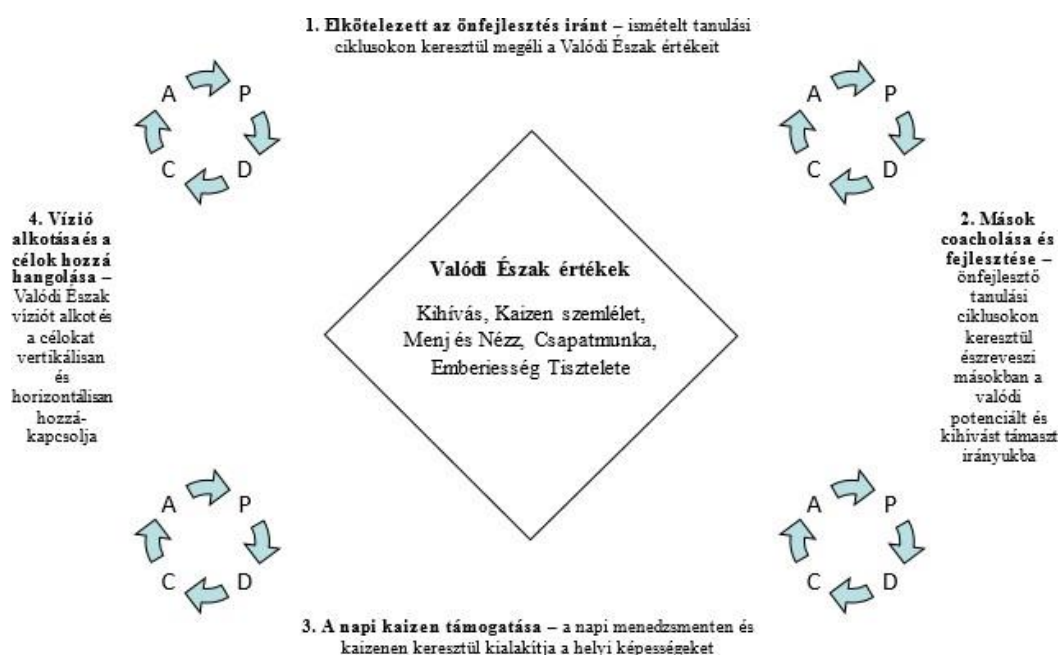 1. Elkötelezett az önfejlesztés iránt – ismételt tanulási
ciklusokon keresztül megéli a Valódi Észak értékeit
A P
C D
A P
C D
4. Vízió
alkotása és a
célok hozzá
hangolása –
Valódi Észak
víziót alkot és
a célokat
vertikálisan
és
horizontálisan
hozzá-
kapcsolja
Valódi Észak értékek
Kihívás, Kaizen szemlélet,
Menj és Nézz, Csapatmunka,
Emberiesség Tisztelete
2. Mások
coacholása és
fejlesztése –
önfejlesztő
tanulási
ciklusokon
keresztül
észreveszi
másokban a
valódi
potenciált és
kihívást támaszt
irányukba
A P
C D
A P
C D
3. A napi kaizen támogatása – a napi menedzsmenten és
kaizenen keresztül kialakítja a helyi képességeket